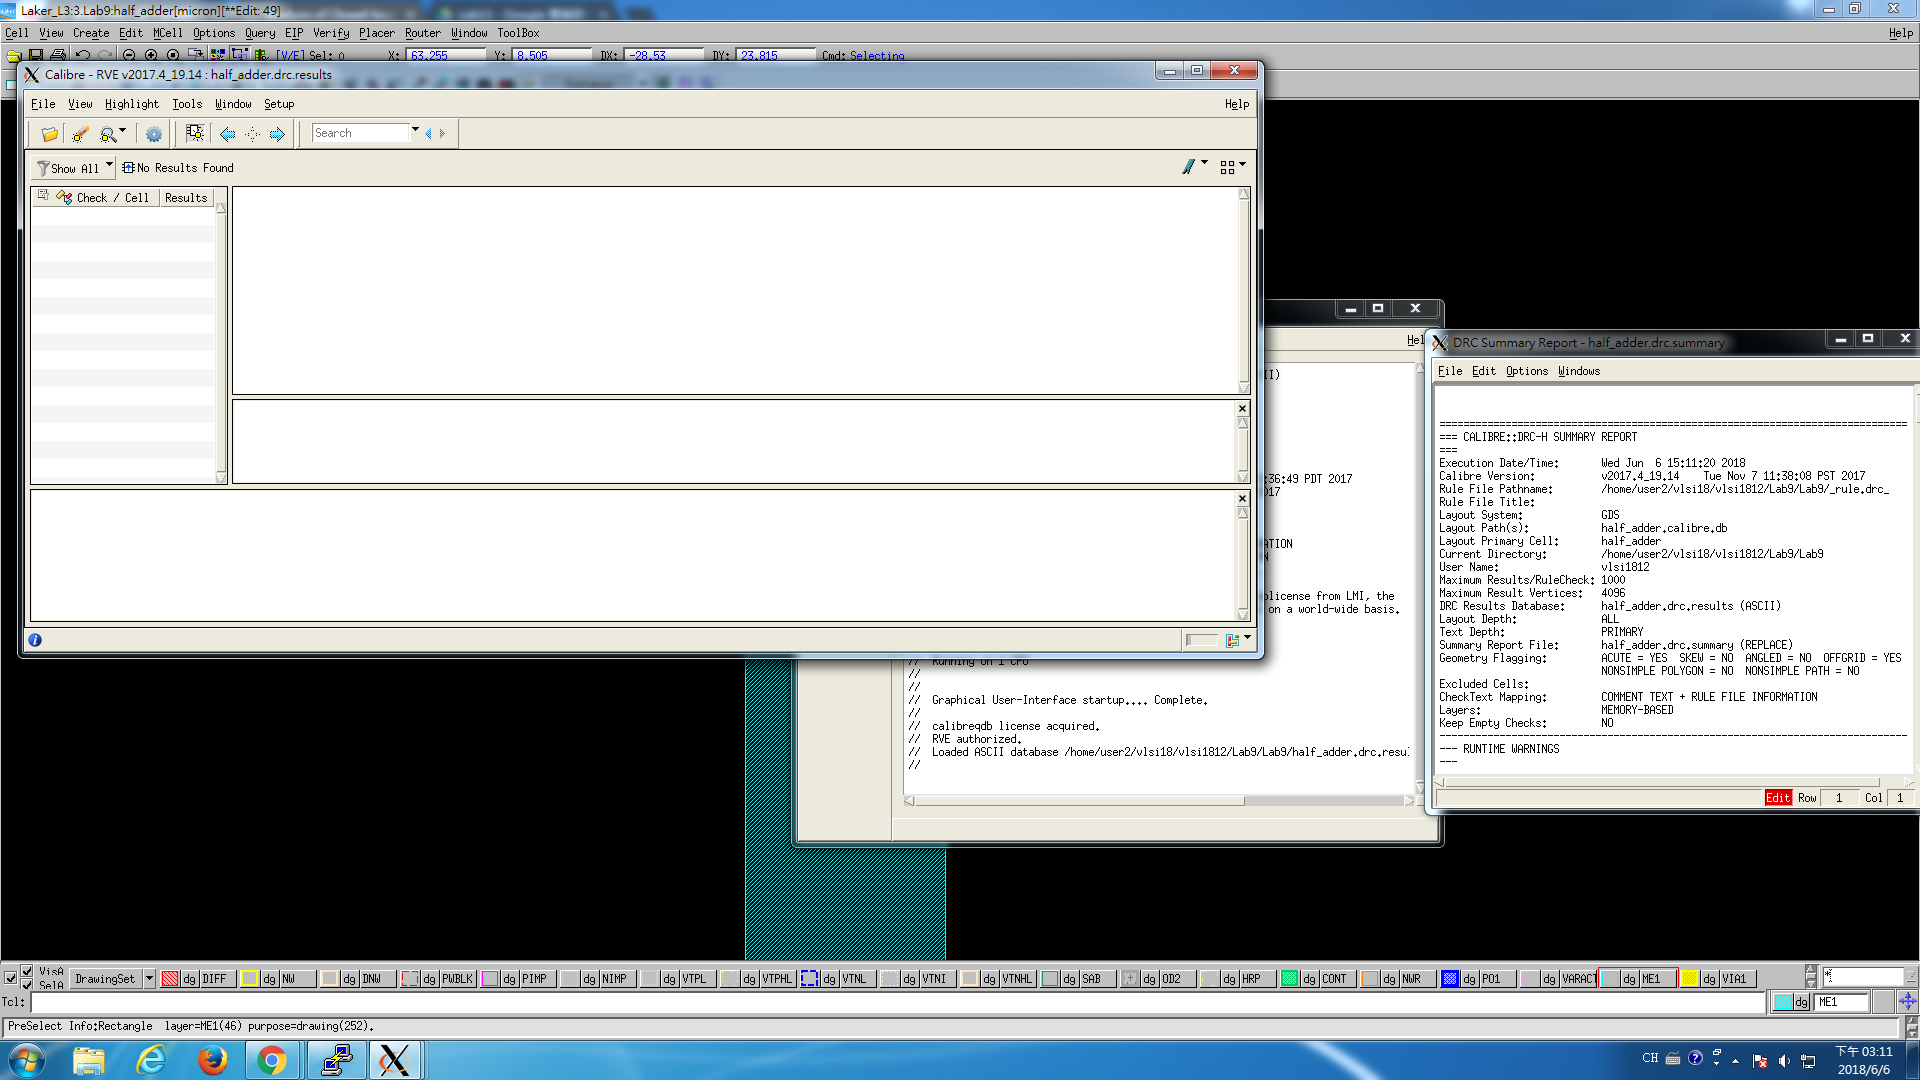 Laker_L3:3.Lab9:half_adder[micron][**Edit: 49]
Cell View Create Edit MCell Options Query EIP Verify Placer Router Window ToolBox Help
[V/E] Sel: 0 X: 63.255 Y: 8.505 DX: -28.53 DY: 23.815 Cmd: Selecting
Calibre - RVE v2017.4_19.14 : half_adder.drc.results
File View Highlight Tools Window Setup Help
Search
Show All No Results Found
Check / Cell Results
:36:49 PDT 2017
license from LMI, the
on a world-wide basis.
// Running on 1 CPU
//
//
// Graphical User-Interface startup.... Complete.
//
// calibreqdb license acquired.
// RVE authorized.
// Loaded ASCII database /home/user2/vlsi18/vlsi1812/Lab9/Lab9/half_adder.drc.resu
//
DRC Summary Report - half_adder.drc.summary
File Edit Options Windows
==============================================================================
=== CALIBRE::DRC-H SUMMARY REPORT
===
Execution Date/Time: Wed Jun 6 15:11:20 2018
Calibre Version: v2017.4_19.14 Tue Nov 7 11:38:08 PST 2017
Rule File Pathname: /home/user2/vlsi18/vlsi1812/Lab9/Lab9/_rule.drc_
Rule File Title:
Layout System: GDS
Layout Path(s): half_adder.calibre.db
Layout Primary Cell: half_adder
Current Directory: /home/user2/vlsi18/vlsi1812/Lab9/Lab9
User Name: vlsi1812
Maximum Results/RuleCheck: 1000
Maximum Result Vertices: 4096
DRC Results Database: half_adder.drc.results (ASCII)
Layout Depth: ALL
Text Depth: PRIMARY
Summary Report File: half_adder.drc.summary (REPLACE)
Geometry Flagging: ACUTE = YES SKEW = NO ANGLED = NO OFFGRID = YES
NONSIMPLE POLYGON = NO NONSIMPLE PATH = NO
Excluded Cells:
CheckText Mapping: COMMENT TEXT + RULE FILE INFORMATION
Layers: MEMORY-BASED
Keep Empty Checks: NO
------------------------------------------------------------------------------
--- RUNTIME WARNINGS
---
Edit Row 1 Col 1
VisA
SelA
DrawingSet dg DIFF dg NW dg DNW dg PWBLK dg PIMP dg NIMP dg VTPL dg VTPHL dg VTNL dg VTNI dg VTNHL dg SAB dg OD2 dg HRP dg CONT dg NWR dg PO1 dg VARACT dg ME1 dg VIA1 *
Tcl: dg ME1
PreSelect Info:Rectangle layer=ME1(46) purpose=drawing(252).
CH 下午 03:11
2018/6/6